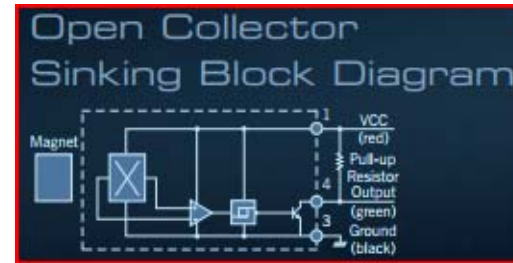 Open Collector
Sinking Block Diagram
Magnet
1
VCC
(red)
Pull-up
Resistor
4
Output
(green)
3
Ground
(black)